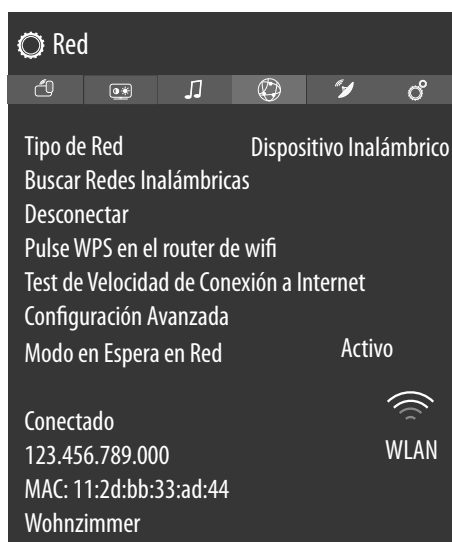 Red
Tipo de Red Dispositivo Inalámbrico
Buscar Redes Inalámbricas
Desconectar
Pulse WPS en el router de wifi
Test de Velocidad de Conexión a Internet
Configuración Avanzada
Modo en Espera en Red Activo
Conectado
123.456.789.000 WLAN
MAC: 11:2d:bb:33:ad:44
Wohnzimmer